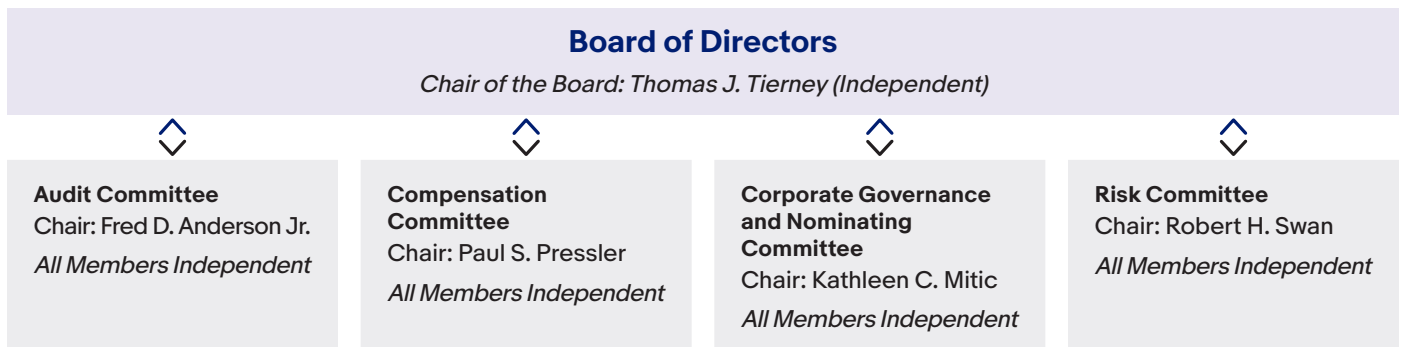 Board of Directors
Chair of the Board: Thomas J. Tierney (Independent)
Audit Committee
Chair: Fred D. Anderson Jr.
All Members Independent
Compensation
Committee
Chair: Paul S. Pressler
All Members Independent
Corporate Governance
and Nominating
Committee
Chair: Kathleen C. Mitic
All Members Independent
Risk Committee
Chair: Robert H. Swan
All Members Independent